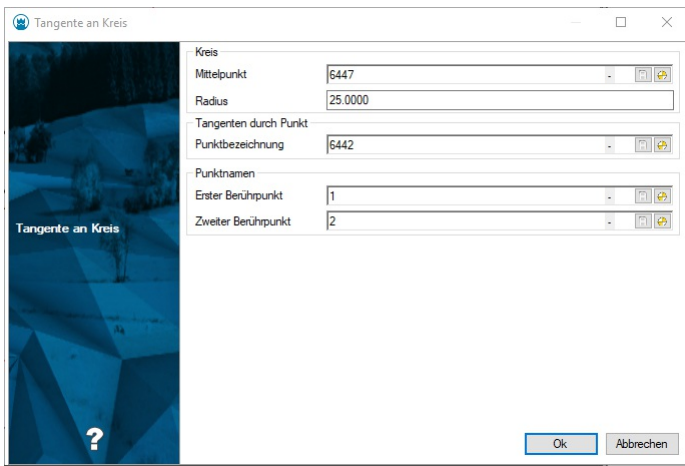 Tangente an Kreis
Kreis
Mittelpunkt 6447
Radius 25.0000
Tangenten durch Punkt
Punktbezeichnung 6442
Punktnamen
Erster Berührpunkt 1
Zweiter Berührpunkt 2
Tangente an Kreis
?
Ok Abbrechen